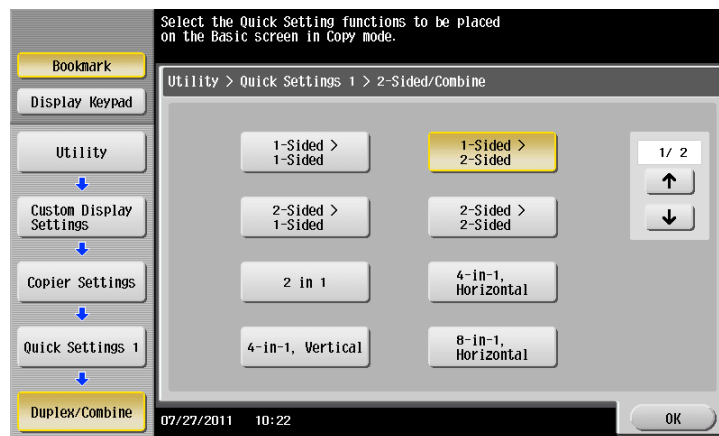 Select the Quick Setting functions to be placed
on the Basic screen in Copy mode.
Bookmark
Display Keypad
Utility > Quick Settings 1 > 2-Sided/Combine
Utility
Custom Display
Settings
Copier Settings
Quick Settings 1
Duplex/Combine
1-Sided >
1-Sided
1-Sided >
2-Sided
1/ 2
2-Sided >
1-Sided
2-Sided >
2-Sided
2 in 1
4-in-1,
Horizontal
4-in-1, Vertical
8-in-1,
Horizontal
07/27/2011 10:22
OK